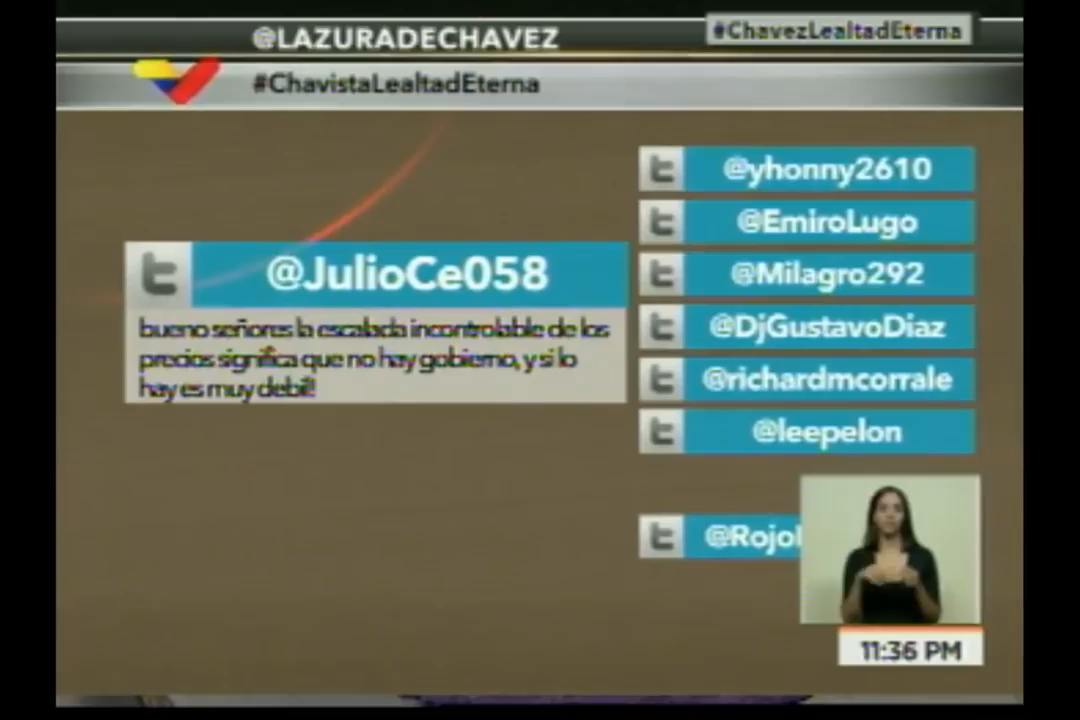 @LAZURADECHAVEZ
#ChavezLealtadEterna
#ChavistaLealtadEterna
@JulioCe058
bueno señores la escalada incontrolable de los
precios significa que no hay gobierno, y si lo
hay es muy debil!
@yhonny2610
@EmiroLugo
@Milagro292
@DjGustavoDiaz
@richardmcorrale
@leepelon
11:36 PM